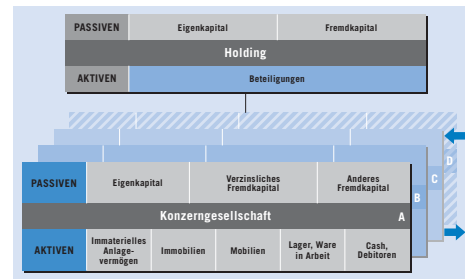 PASSIVEN Eigenkapital Fremdkapital
Holding
AKTIVEN Beteiligungen
D
C
B
PASSIVEN Eigenkapital Verzinsliches Fremdkapital Anderes Fremdkapital
Konzerngesellschaft A
AKTIVEN Immaterielles Anlage-
vermögen Immobilien Mobilien Lager, Ware in Arbeit Cash, Debitoren